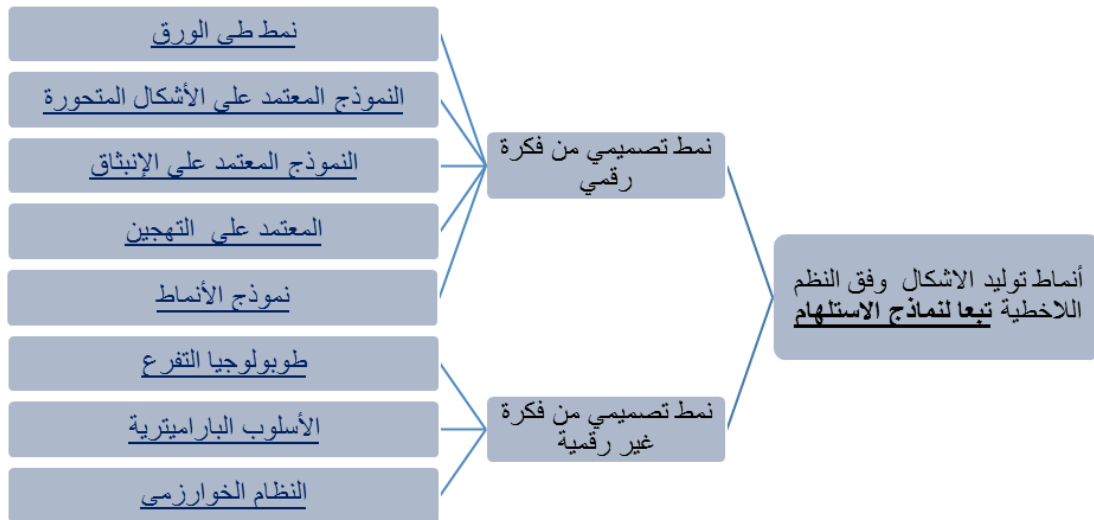 أنماط توليد الاشكال وفق النظم
اللاخطية تبعا لنماذج الاستلهام
نمط تصميمي من فكرة
رقمي
نمط طي الورق
النموذج المعتمد على الأشكال المتحورة
النموذج المعتمد على الإنبثاق
المعتمد على التهجين
نموذج الأنماط
نمط تصميمي من فكرة
غير رقمية
طوبولوجيا التفرع
الأسلوب الباراميترية
النظام الخوارزمي